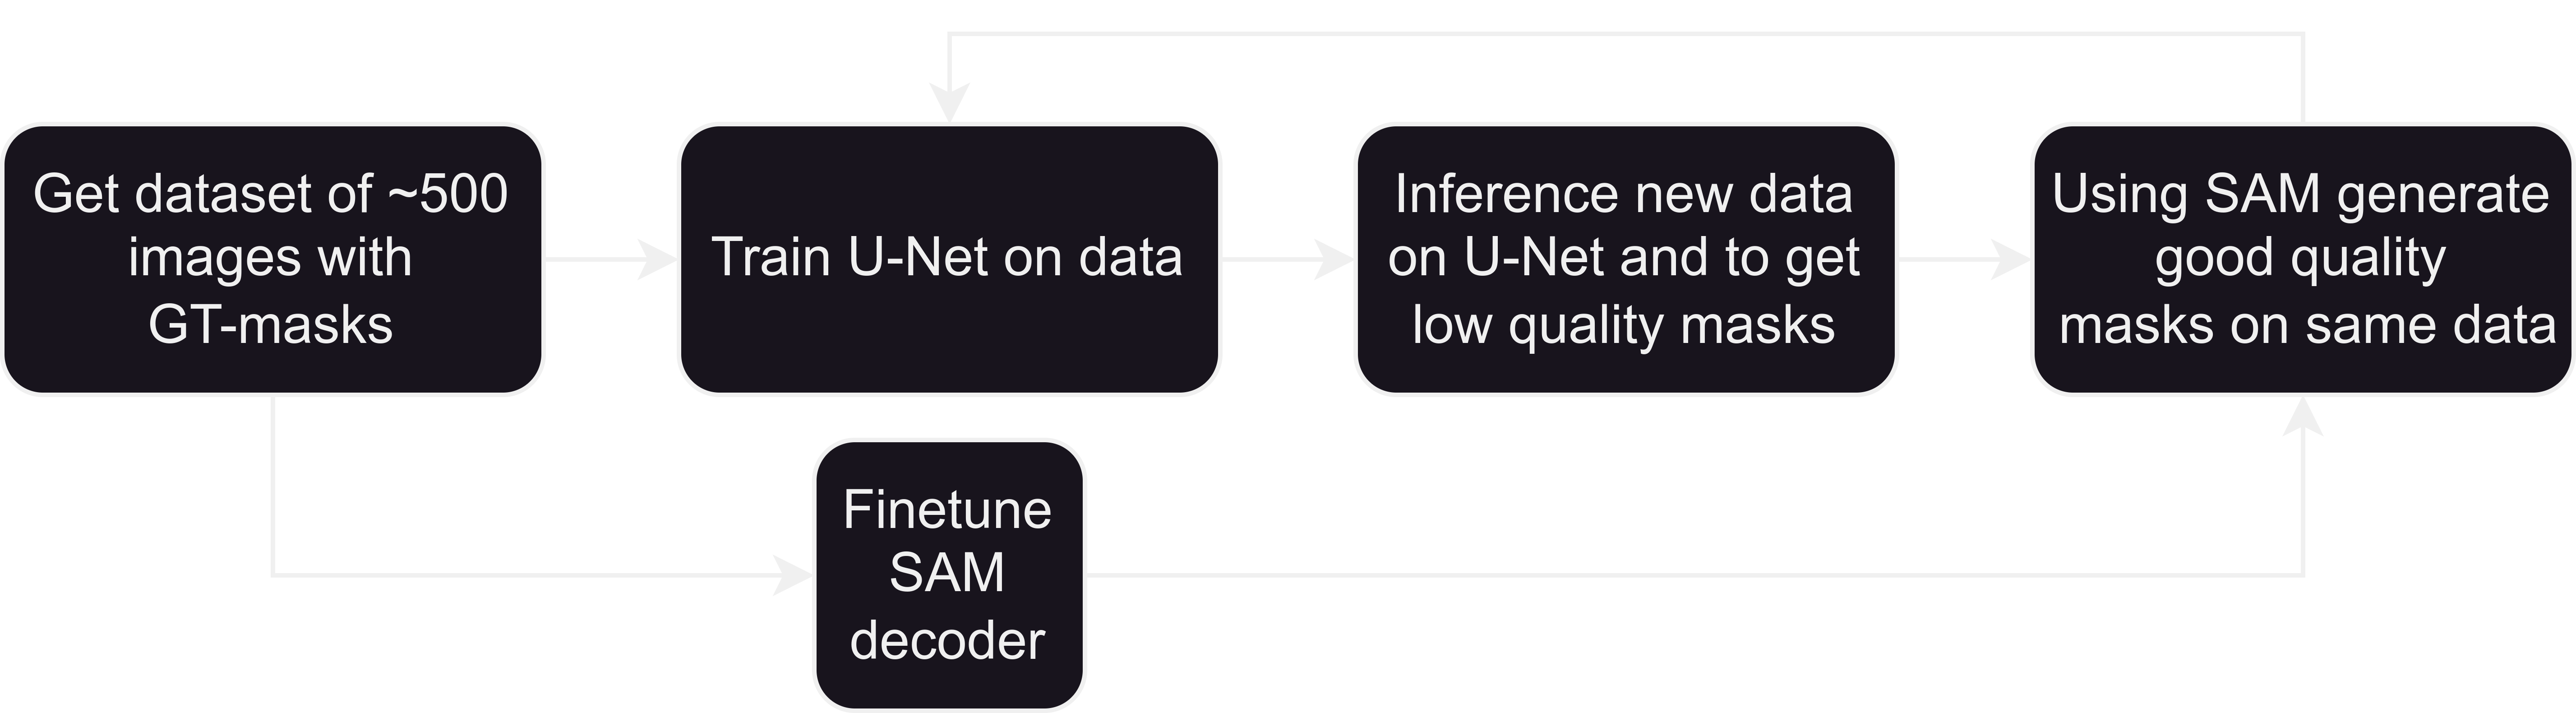 Get dataset of ~500
images with
GT-masks
Train U-Net on data
Inference new data
on U-Net and to get
low quality masks
Using SAM generate
good quality
masks on same data
Finetune
SAM
decoder